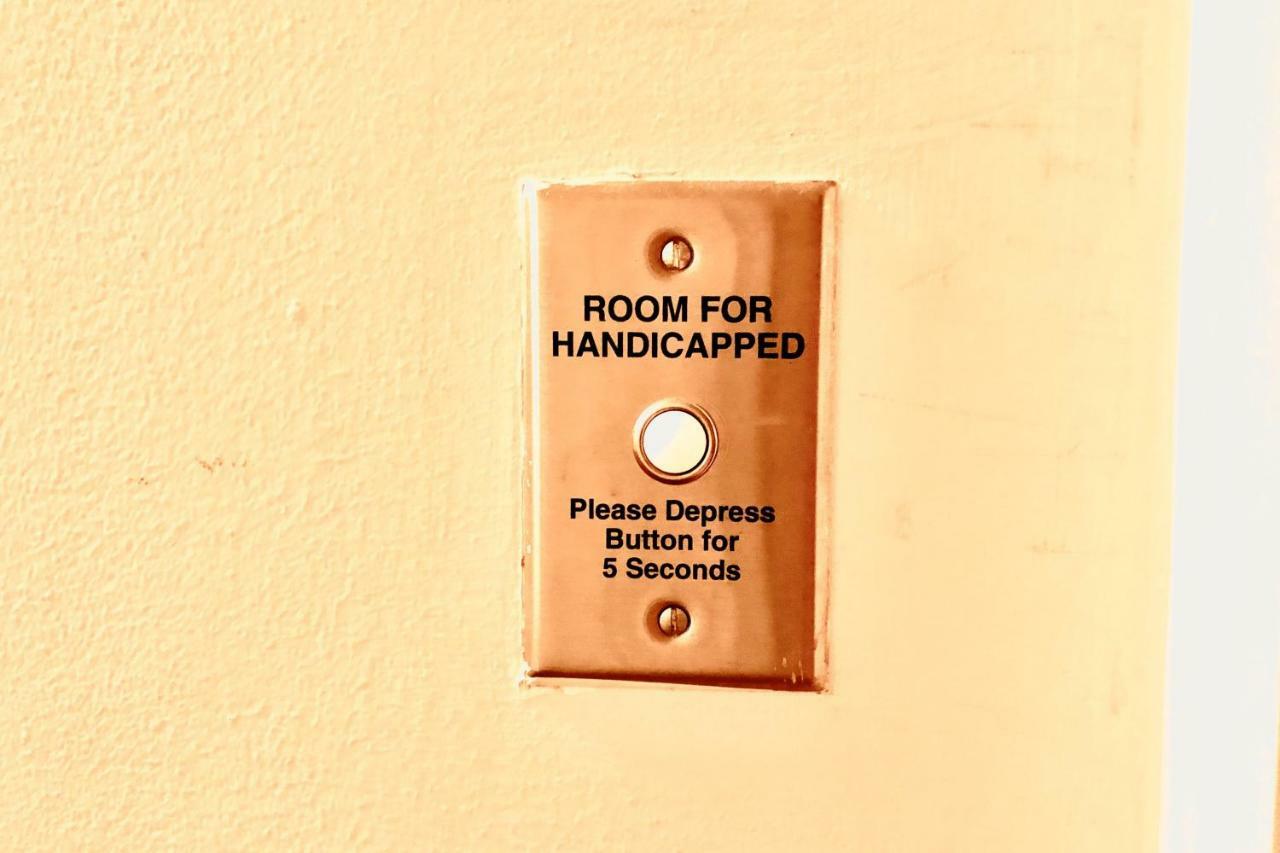 ROOM FOR
HANDICAPPED
Please Depress
Button for
5 Seconds